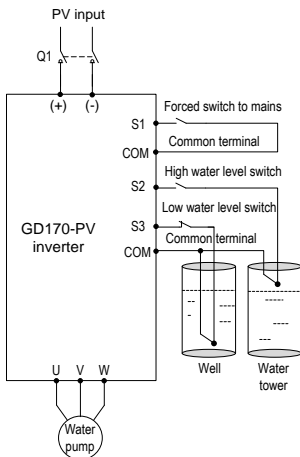 PV input
Q1
(+) (-)
S1 Forced switch to mains
COM Common terminal
S2 High water level switch
Low water level switch
S3
Common terminal
COM
GD170-PV
inverter
Well
Water
tower
U V W
Water
pump